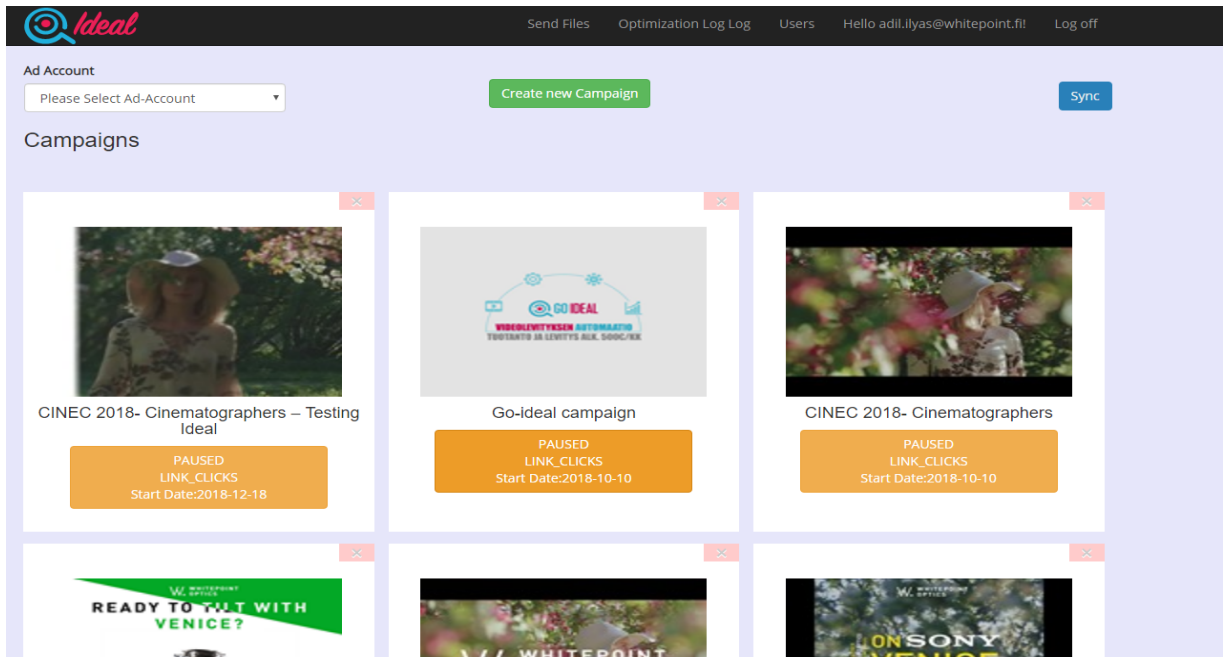 Ideal
Send Files Optimization Log Log Users Hello adil.ilyas@whitepoint.fi! Log off
Ad Account
Please Select Ad-Account
Create new Campaign
Sync
Campaigns
GO IDEAL
VIDEOLEVITYKSEN AUTOMAATIO
TUOTANTO JA LEVITYS ALK. 500€/KK
CINEC 2018- Cinematographers – Testing
Ideal
PAUSED
LINK_CLICKS
Start Date:2018-12-18
Go-ideal campaign
PAUSED
LINK_CLICKS
Start Date:2018-10-10
CINEC 2018- Cinematographers
PAUSED
LINK_CLICKS
Start Date:2018-10-10
WHITEPOINT
OPTICS
READY TO TILT WITH
VENICE?
WHITEPOINT
WHITEPOINT
OPTICS
ON SONY
VENICE